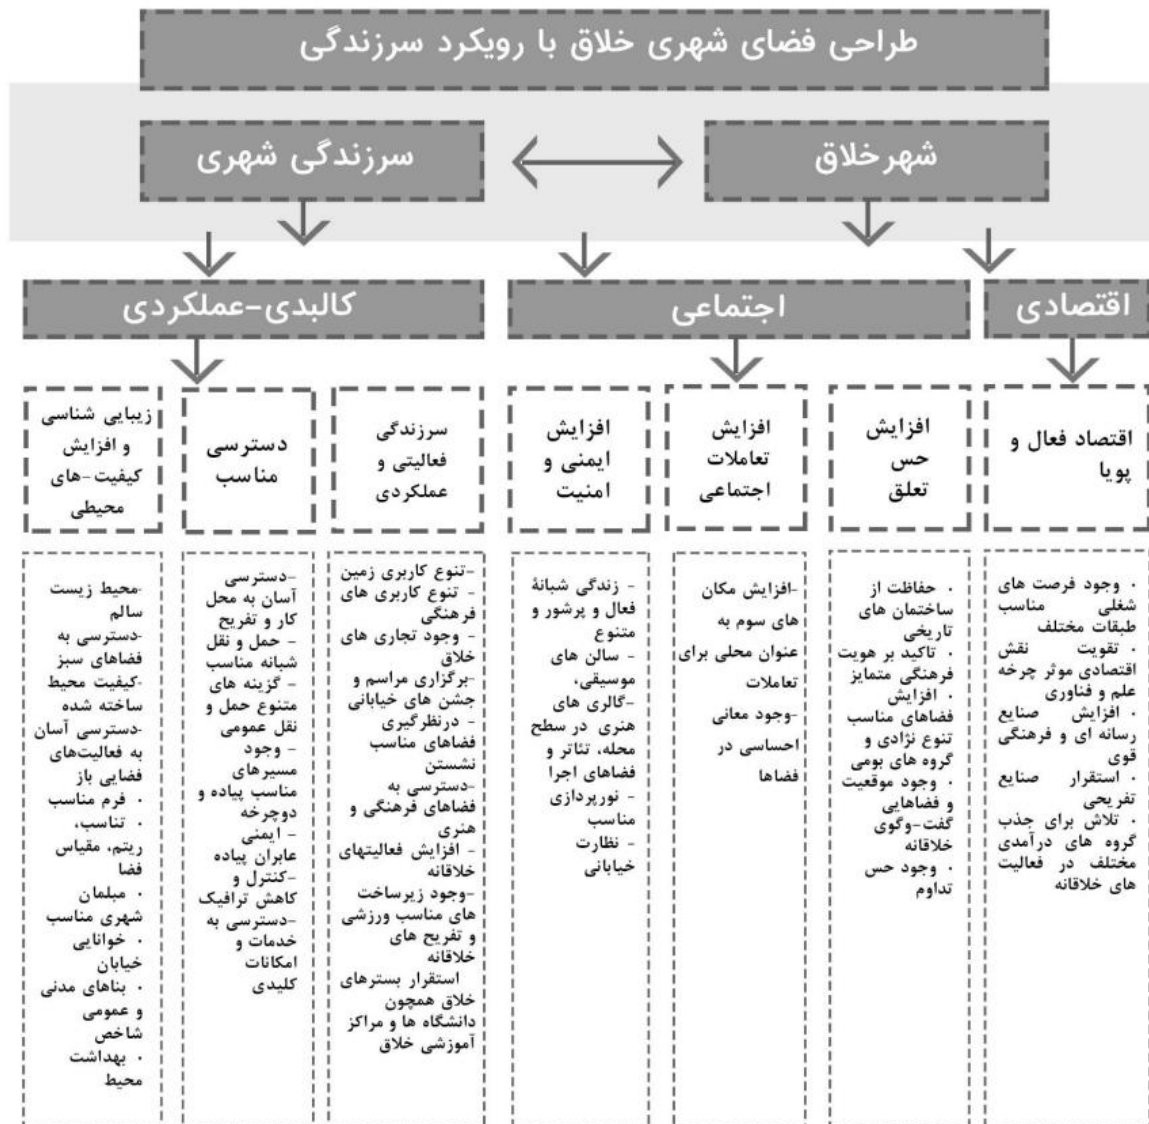 طراحی فضای شهری خلاق با رویکرد سرزندگی
شهرخلاق
سرزندگی شهری
اقتصادی
اجتماعی
کالبدی-عملکردی
اقتصاد فعال و
پویا
افزایش
حس
تعلق
افزایش
تعاملات
اجتماعی
افزایش
ایمنی و
امنیت
سرزندگی
فعالیتی و
عملکردی
دسترسی
مناسب
زیبایی شناسی
و افزایش
کیفیت-های
محیطی
· وجود فرصت های
شغلی مناسب
طبقات مختلف
· تقویت نقش
اقتصادی موثر چرخه
علم و فناوری
· افزایش صنایع
رسانه ای و فرهنگی
قوی
· استقرار صنایع
تفریحی
· تلاش برای جذب
گروه های درآمدی
مختلف در فعالیت
های خلاقانه
· حفاظت از
ساختمان های
تاریخی
· تاکید بر هویت
فرهنگی متمایز
· افزایش
فضاهای مناسب
تنوع نژادی و
گروه های بومی
· وجود موقعیت
و فضاهایی
گفت-وگوی
خلاقانه
· وجود حس
تداوم
-افزایش مکان
های سوم به
عنوان محلی برای
تعاملات
-وجود معانی
احساسی در
فضاها
- زندگی شبانهٔ
فعال و پرشور و
متنوع
- سالن های
موسیقی،
-گالری های
هنری در سطح
محله، تئاتر و
فضاهای اجرا
- نورپردازی
مناسب
- نظارت
خیابانی
-تنوع کاربری زمین
- تنوع کاربری های
فرهنگی
- وجود تجاری های
خلاق
-برگزاری مراسم و
جشن های خیابانی
- درنظرگیری
فضاهای مناسب
نشستن
-دسترسی به
فضاهای فرهنگی و
هنری
- افزایش فعالیتهای
خلاقانه
-وجود زیرساخت
های مناسب ورزشی
و تفریح های
خلاقانه
استقرار بسترهای
خلاق همچون
دانشگاه ها و مراکز
آموزشی خلاق
-دسترسی
آسان به محل
کار و تفریح
- حمل و نقل
شبانه مناسب
- گزینه های
متنوع حمل و
نقل عمومی
- وجود
مسیرهای
مناسب پیاده و
دوچرخه
- ایمنی
عابران پیاده
-کنترل و
کاهش ترافیک
-دسترسی به
خدمات و
امکانات
کلیدی
-محیط زیست
سالم
-دسترسی به
فضاهای سبز
-کیفیت محیط
ساخته شده
-دسترسی آسان
به فعالیت‌های
فضایی باز
· فرم مناسب
· تناسب،
ریتم، مقیاس
فضا
· مبلمان
شهری مناسب
· خوانایی
خیابان
· بناهای مدنی
و عمومی
شاخص
· بهداشت
محیط